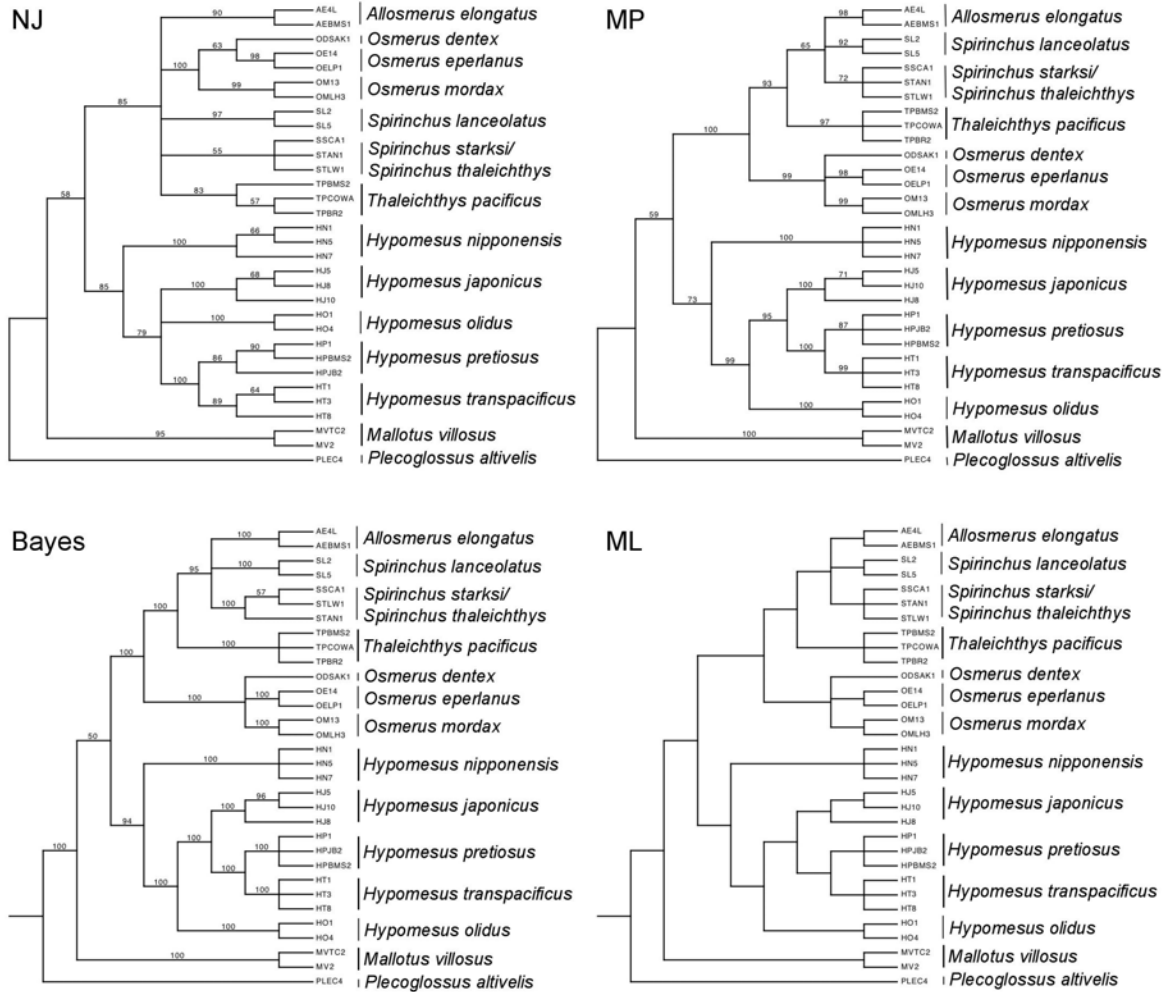 NJ
90
AE4L
AEBMS1
Allosmerus elongatus
100
63
ODSAK1
Osmerus dentex
98
OE14
OELP1
Osmerus eperlanus
99
OM13
OMLH3
Osmerus mordax
85
97
SL2
SL5
Spirinchus lanceolatus
55
SSCA1
STAN1
STLW1
Spirinchus starksi/
Spirinchus thaleichthys
83
57
TPBMS2
TPCOWA
TPBR2
Thaleichthys pacificus
58
100
66
HN1
HN5
HN7
Hypomesus nipponensis
85
100
68
HJ5
HJ8
HJ10
Hypomesus japonicus
79
100
HO1
HO4
Hypomesus olidus
100
86
90
HP1
HPBMS2
HPJB2
Hypomesus pretiosus
89
64
HT1
HT3
HT8
Hypomesus transpacificus
95
MVTC2
MV2
Mallotus villosus
PLEC4
Plecoglossus altivelis
MP
98
AE4L
AEBMS1
Allosmerus elongatus
65
92
SL2
SL5
Spirinchus lanceolatus
93
72
SSCA1
STAN1
STLW1
Spirinchus starksi/
Spirinchus thaleichthys
97
TPBMS2
TPCOWA
TPBR2
Thaleichthys pacificus
100
99
ODSAK1
Osmerus dentex
98
OE14
OELP1
Osmerus eperlanus
99
OM13
OMLH3
Osmerus mordax
59
100
HN1
HN5
HN7
Hypomesus nipponensis
73
95
100
71
HJ5
HJ10
HJ8
Hypomesus japonicus
100
87
HP1
HPJB2
HPBMS2
Hypomesus pretiosus
99
99
HT1
HT3
HT8
Hypomesus transpacificus
100
HO1
HO4
Hypomesus olidus
100
MVTC2
MV2
Mallotus villosus
PLEC4
Plecoglossus altivelis
Bayes
100
AE4L
AEBMS1
Allosmerus elongatus
95
100
SL2
SL5
Spirinchus lanceolatus
100
100
57
SSCA1
STLW1
STAN1
Spirinchus starksi/
Spirinchus thaleichthys
100
TPBMS2
TPCOWA
TPBR2
Thaleichthys pacificus
100
100
ODSAK1
Osmerus dentex
100
OE14
OELP1
Osmerus eperlanus
100
OM13
OMLH3
Osmerus mordax
50
100
HN1
HN5
HN7
Hypomesus nipponensis
94
100
100
96
HJ5
HJ10
HJ8
Hypomesus japonicus
100
100
HP1
HPJB2
HPBMS2
Hypomesus pretiosus
100
100
HT1
HT3
HT8
Hypomesus transpacificus
100
HO1
HO4
Hypomesus olidus
100
100
MVTC2
MV2
Mallotus villosus
PLEC4
Plecoglossus altivelis
ML
AE4L
AEBMS1
Allosmerus elongatus
SL2
SL5
Spirinchus lanceolatus
SSCA1
STAN1
STLW1
Spirinchus starksi/
Spirinchus thaleichthys
TPBMS2
TPCOWA
TPBR2
Thaleichthys pacificus
ODSAK1
Osmerus dentex
OE14
OELP1
Osmerus eperlanus
OM13
OMLH3
Osmerus mordax
HN1
HN5
HN7
Hypomesus nipponensis
HJ5
HJ10
HJ8
Hypomesus japonicus
HP1
HPJB2
HPBMS2
Hypomesus pretiosus
HT1
HT3
HT8
Hypomesus transpacificus
HO1
HO4
Hypomesus olidus
MVTC2
MV2
Mallotus villosus
PLEC4
Plecoglossus altivelis